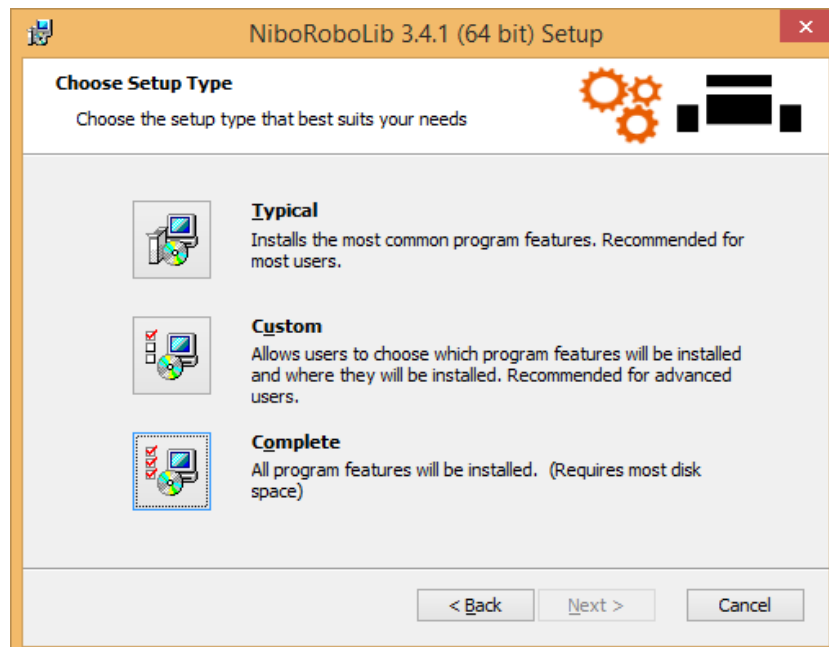 NiboRoboLib 3.4.1 (64 bit) Setup
Choose Setup Type
Choose the setup type that best suits your needs
Typical
Installs the most common program features. Recommended for
most users.
Custom
Allows users to choose which program features will be installed
and where they will be installed. Recommended for advanced
users.
Complete
All program features will be installed.  (Requires most disk
space)
< Back
Next >
Cancel